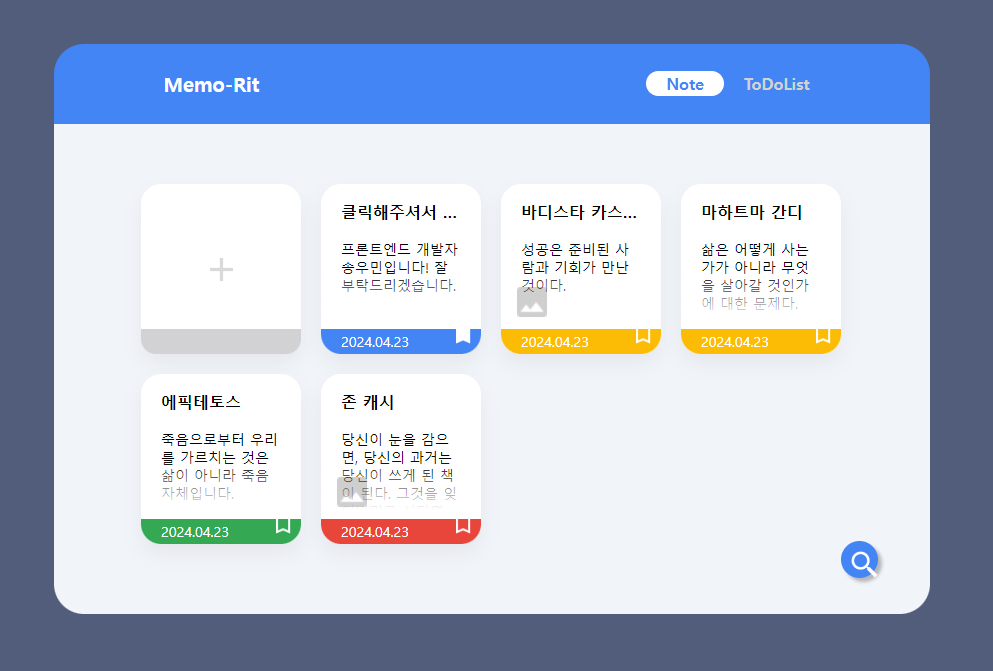 Memo-Rit
Note
ToDoList
클릭해주셔서 ...
프론트엔드 개발자
송우민입니다! 잘
부탁드리겠습니다.
2024.04.23
바디스타 카스...
성공은 준비된 사
람과 기회가 만난
것이다.
2024.04.23
마하트마 간디
삶은 어떻게 사는
가가 아니라 무엇
을 살아갈 것인가
에 대한 문제다.
2024.04.23
에픽테토스
죽음으로부터 우리
를 가르치는 것은
삶이 아니라 죽음
자체입니다.
2024.04.23
존 캐시
당신이 눈을 감으
면, 당신의 과거는
당신이 쓰게 된 책
이 된다. 그것을 잊
2024.04.23